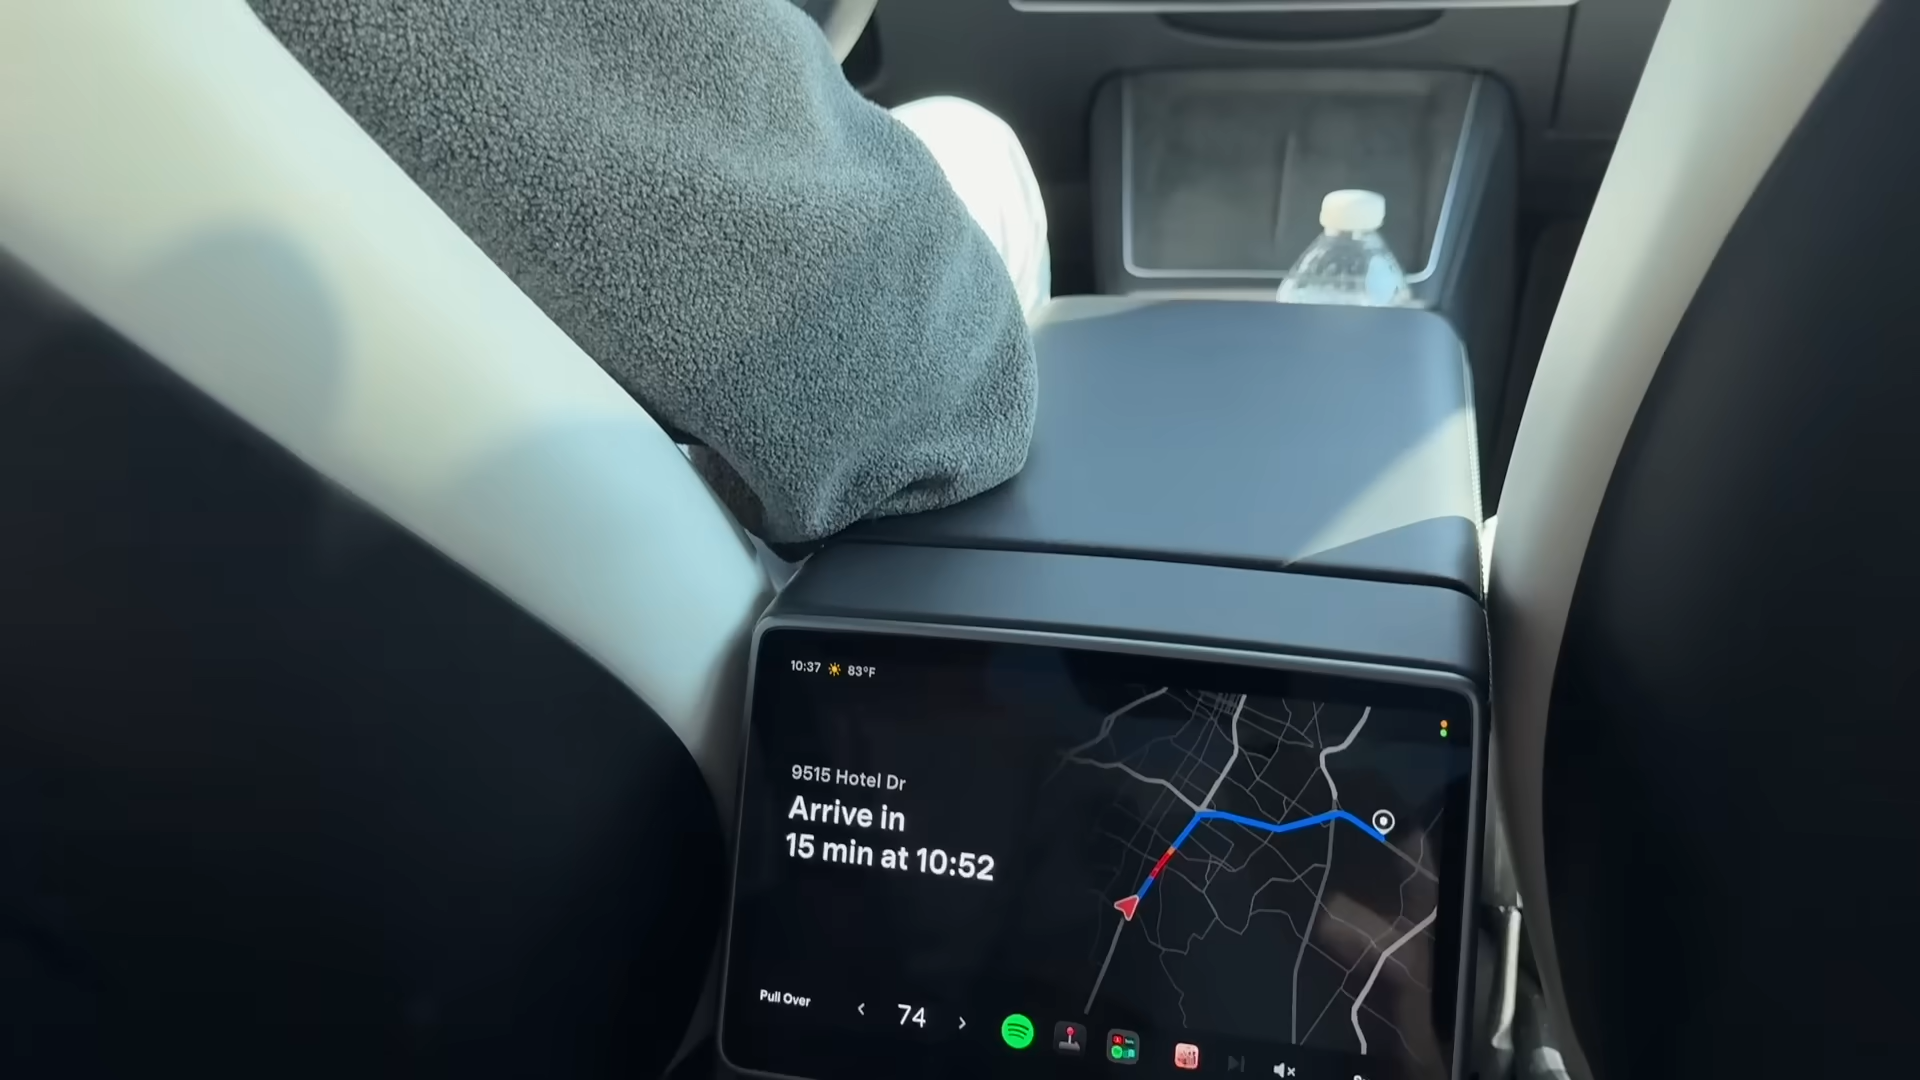 10:37 83°F
9515 Hotel Dr
Arrive in
15 min at 10:52
Pull Over
< 74 >